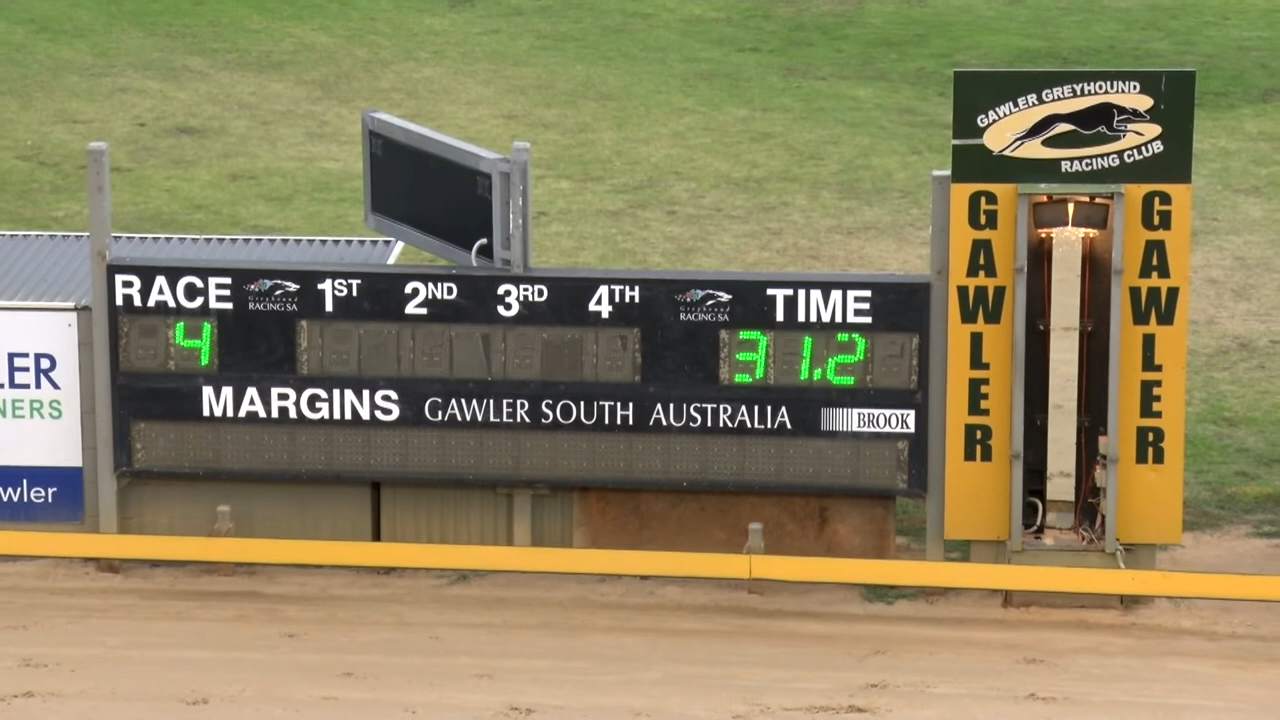 GAWLER GREYHOUND
RACING CLUB
RACE
Greyhound
RACING SA
1ST
2ND
3RD
4TH
Greyhound
RACING SA
TIME
4
31.2
MARGINS
GAWLER SOUTH AUSTRALIA
BROOK
LER
NERS
wler
GAWLER
GAWLER